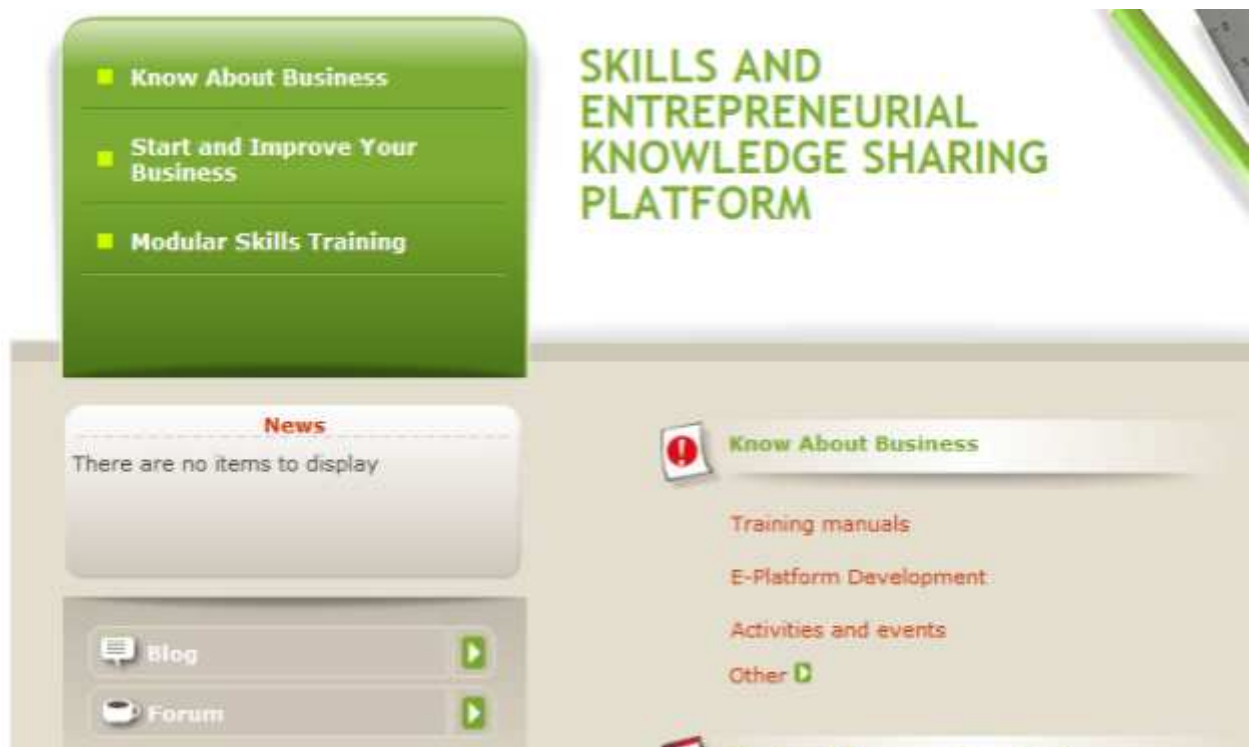 Know About Business
Start and Improve Your
Business
Modular Skills Training
SKILLS AND
ENTREPRENEURIAL
KNOWLEDGE SHARING
PLATFORM
News
There are no items to display
Blog
Forum
Know About Business
Training manuals
E-Platform Development
Activities and events
Other